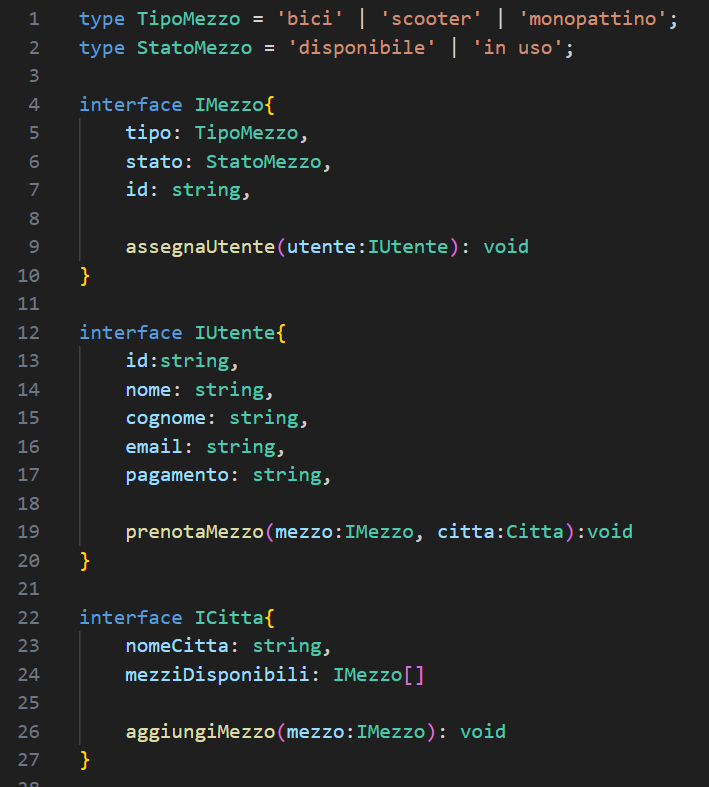 1 type TipoMezzo = 'bici' | 'scooter' | 'monopattino';
2 type StatoMezzo = 'disponibile' | 'in uso';
3
4 interface IMezzo{
5     tipo: TipoMezzo,
6     stato: StatoMezzo,
7     id: string,
8
9     assegnaUtente(utente:IUtente): void
10 }
11
12 interface IUtente{
13     id:string,
14     nome: string,
15     cognome: string,
16     email: string,
17     pagamento: string,
18
19     prenotaMezzo(mezzo:IMezzo, citta:Citta):void
20 }
21
22 interface ICitta{
23     nomeCitta: string,
24     mezziDisponibili: IMezzo[]
25
26     aggiungiMezzo(mezzo:IMezzo): void
27 }
28